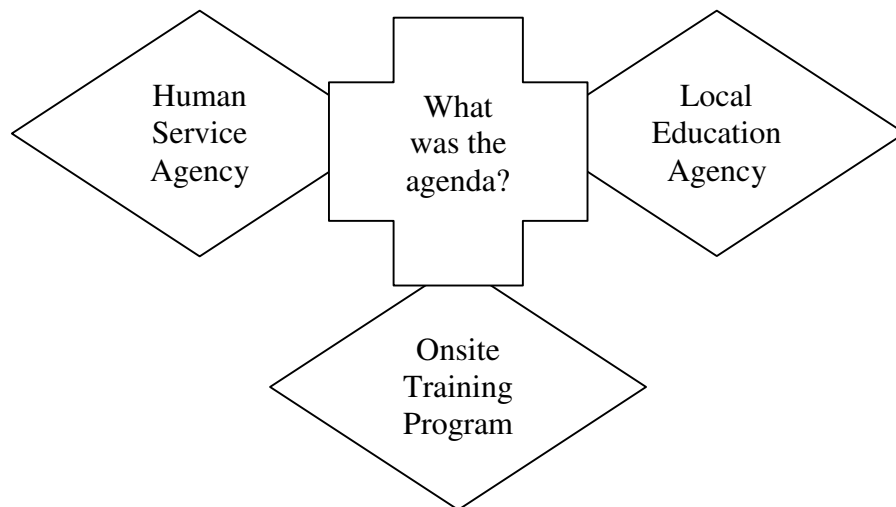 Human
Service
Agency
What
was the
agenda?
Local
Education
Agency
Onsite
Training
Program